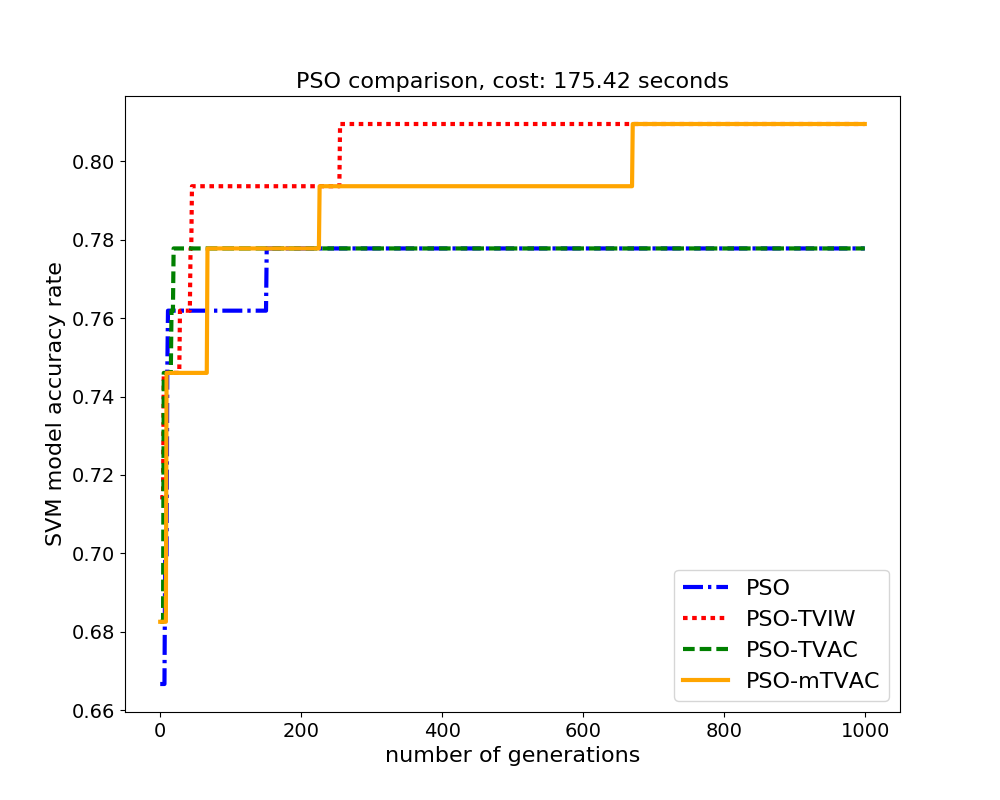 PSO comparison, cost: 175.42 seconds
SVM model accuracy rate
0.80
0.78
0.76
0.74
0.72
0.70
0.68
0.66
0 200 400 600 800 1000
number of generations
PSO
PSO-TVIW
PSO-TVAC
PSO-mTVAC